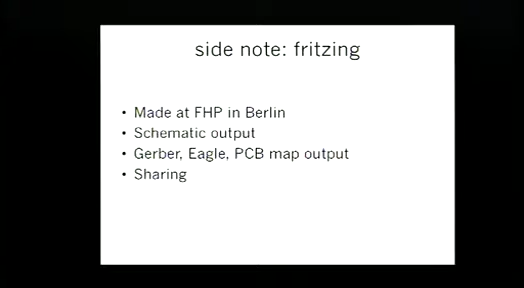 side note: fritzing
• Made at FHP in Berlin
• Schematic output
• Gerber, Eagle, PCB map output
• Sharing